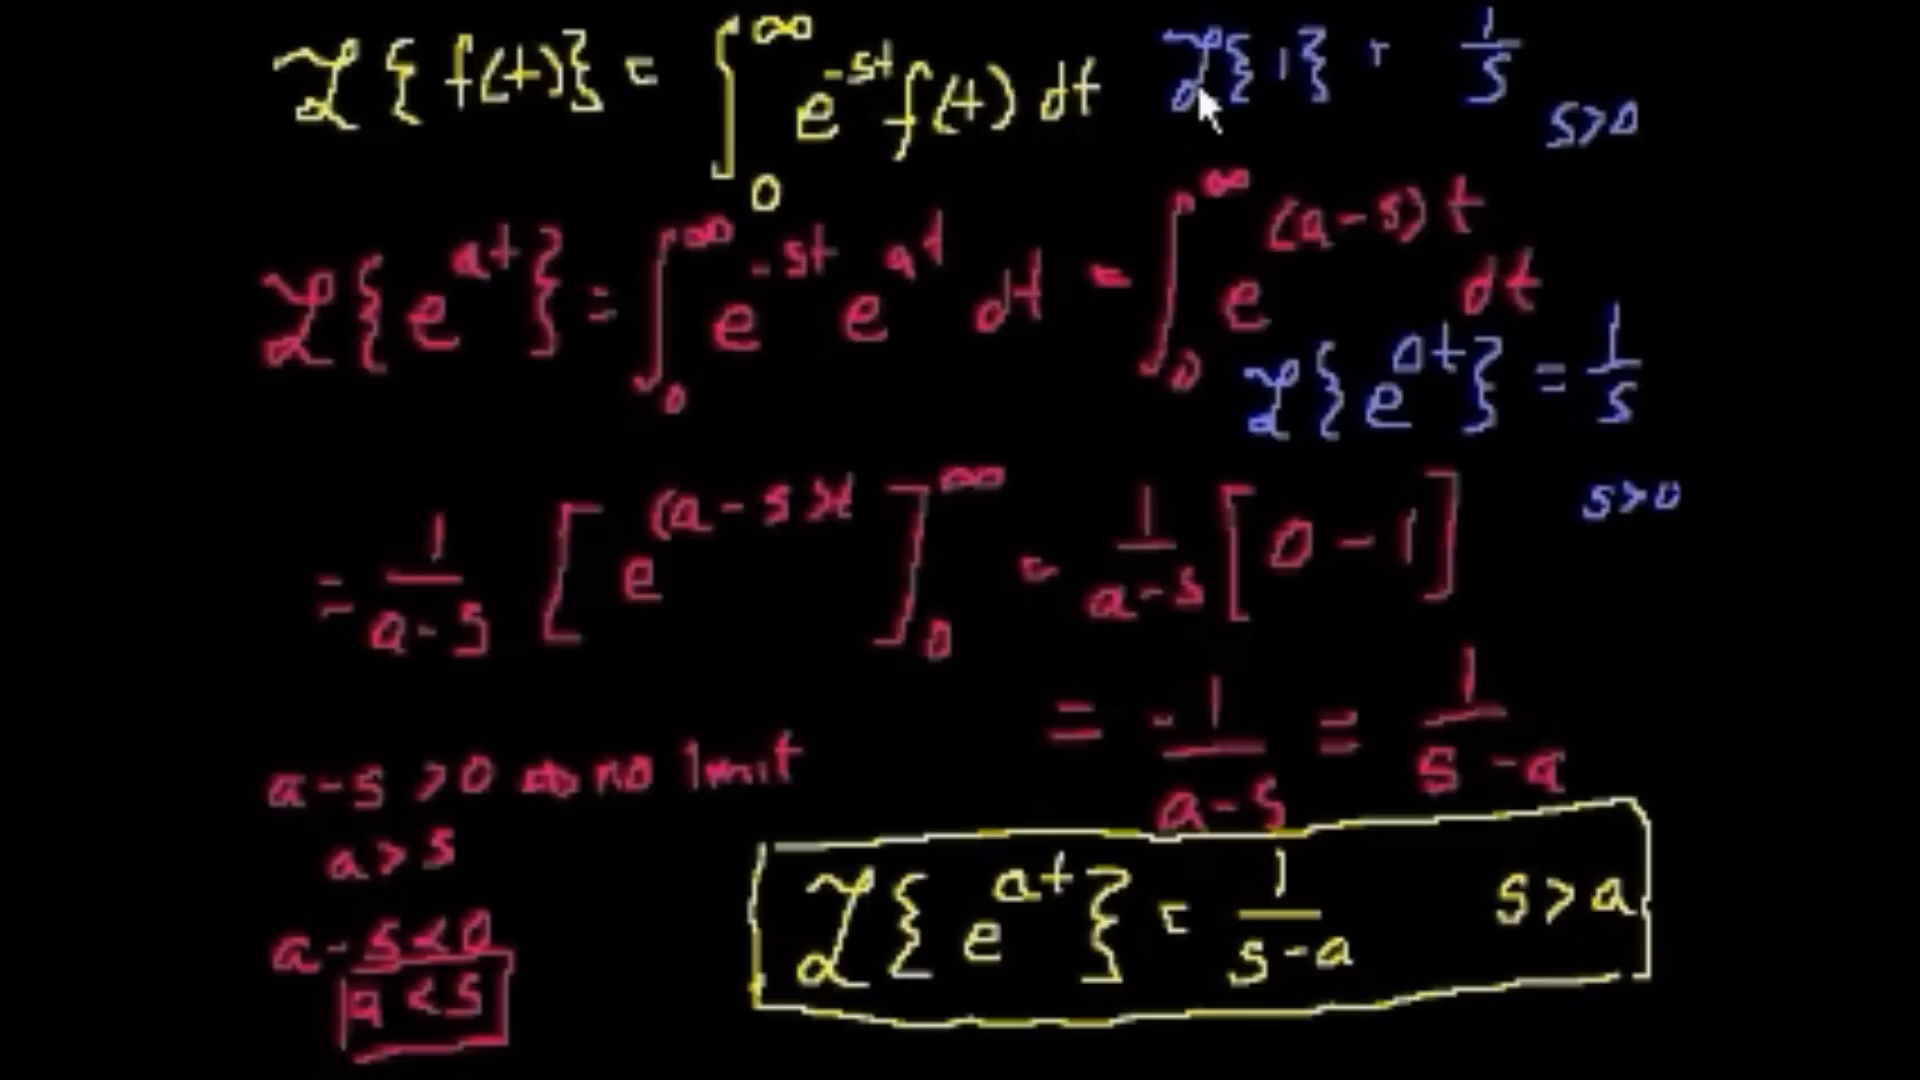 ℒ{f(t)} = ∫₀^∞ e^{-st} f(t) dt
ℒ{1} = 1/s s>0
ℒ{e^{at}} = ∫₀^∞ e^{-st} e^{at} dt = ∫₀^∞ e^{(a-s)t} dt
ℒ{e^{0t}} = 1/s
s>0
= 1/(a-s) [e^{(a-s)t}]₀^∞ = 1/(a-s) [0-1]
= -1/(a-s) = 1/(s-a)
a-s>0 no limit
a>s
a-s<0
a<s
ℒ{e^{at}} = 1/(s-a) s>a